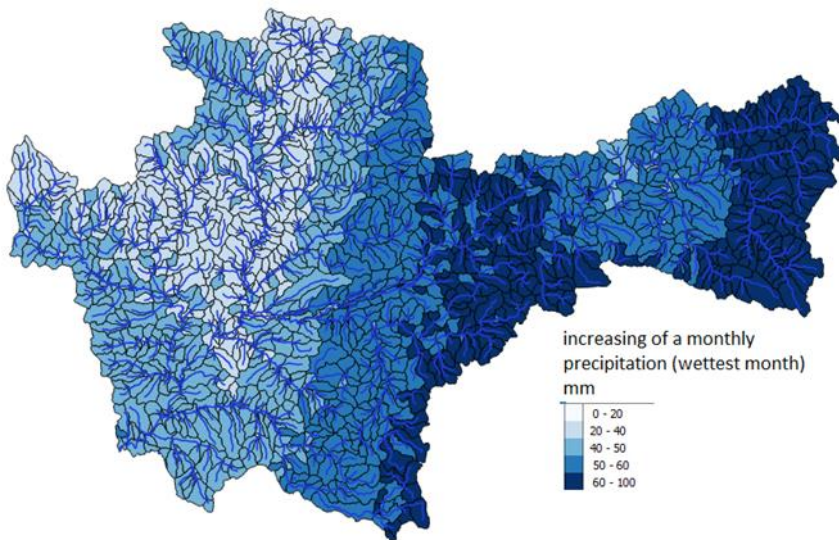 increasing of a monthly
precipitation (wettest month)
mm
0 - 20
20 - 40
40 - 50
50 - 60
60 - 100